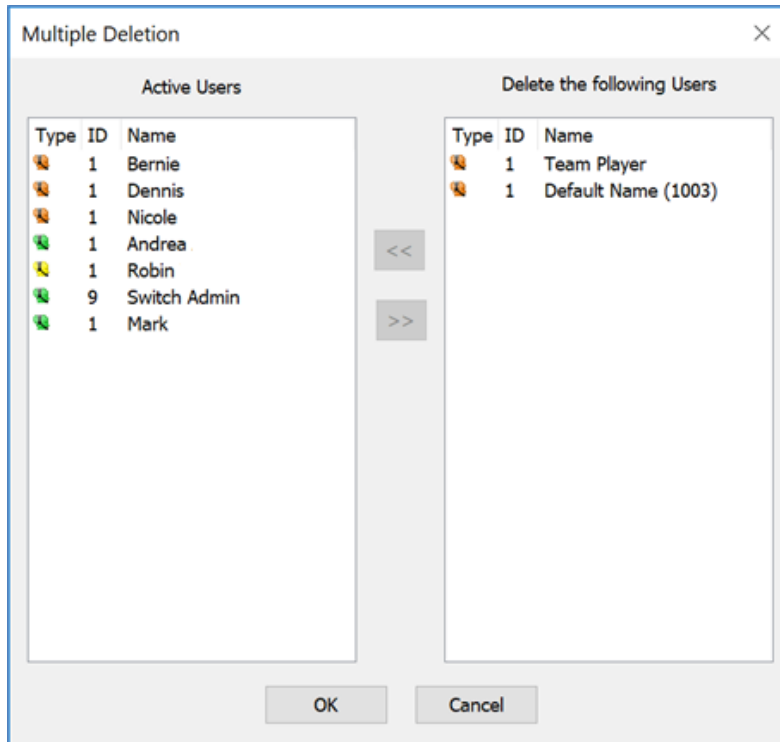 Multiple Deletion
Active Users
Type ID Name
1 Bernie
1 Dennis
1 Nicole
1 Andrea
1 Robin
9 Switch Admin
1 Mark
<<
>>
Delete the following Users
Type ID Name
1 Team Player
1 Default Name (1003)
OK
Cancel